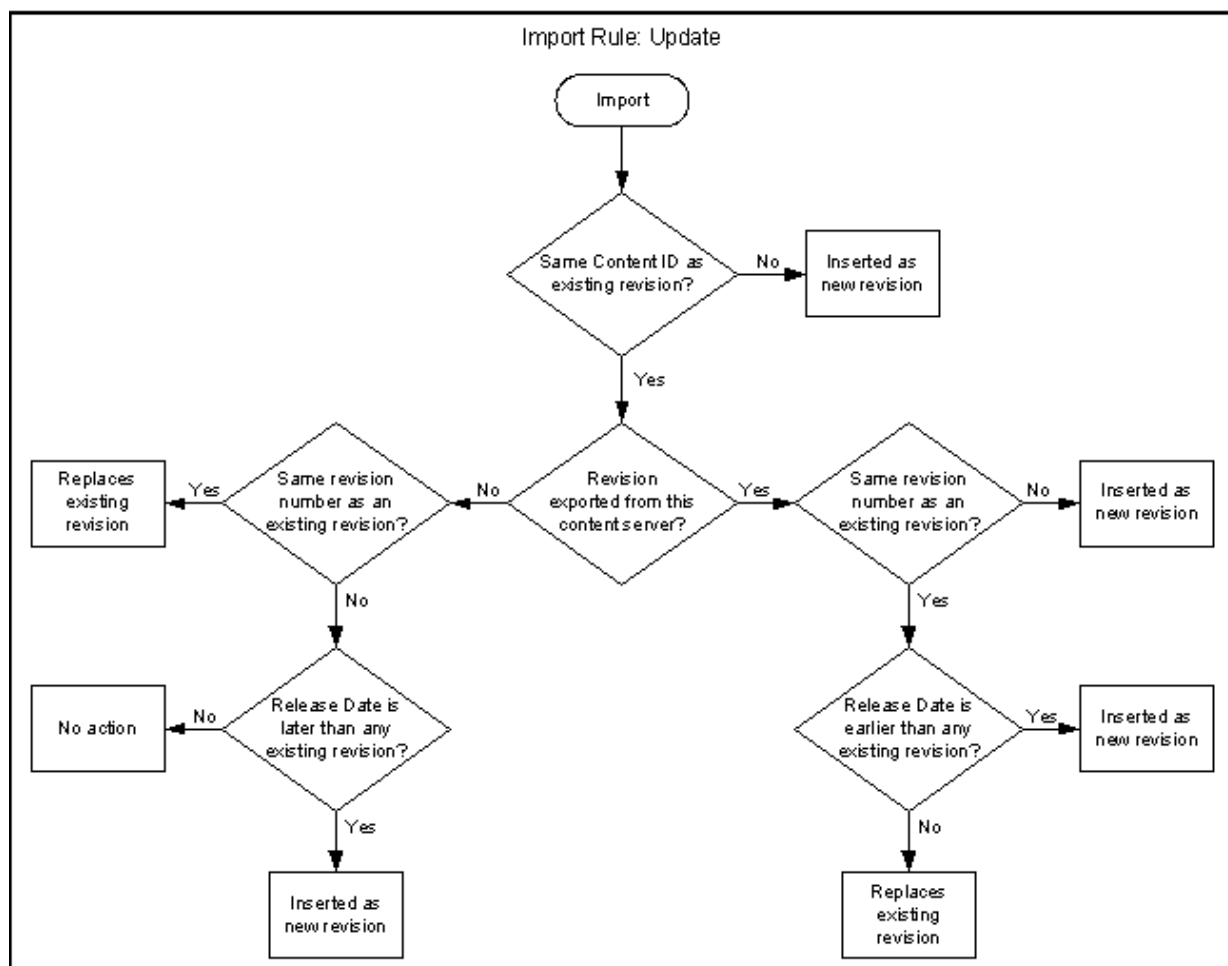 Import Rule: Update
Import
Same Content ID as
existing revision?
No
Inserted as
new revision
Yes
Replaces
existing
revision
Yes
Same revision
number as an
existing revision?
No
Revision
exported from this
content server?
Yes
Same revision
number as an
existing revision?
No
Inserted as
new revision
No
Yes
No action
No
Release Date is
later than any
existing revision?
Release Date is
earlier than any
existing revision?
Yes
Inserted as
new revision
Yes
No
Inserted as
new revision
Replaces
existing
revision